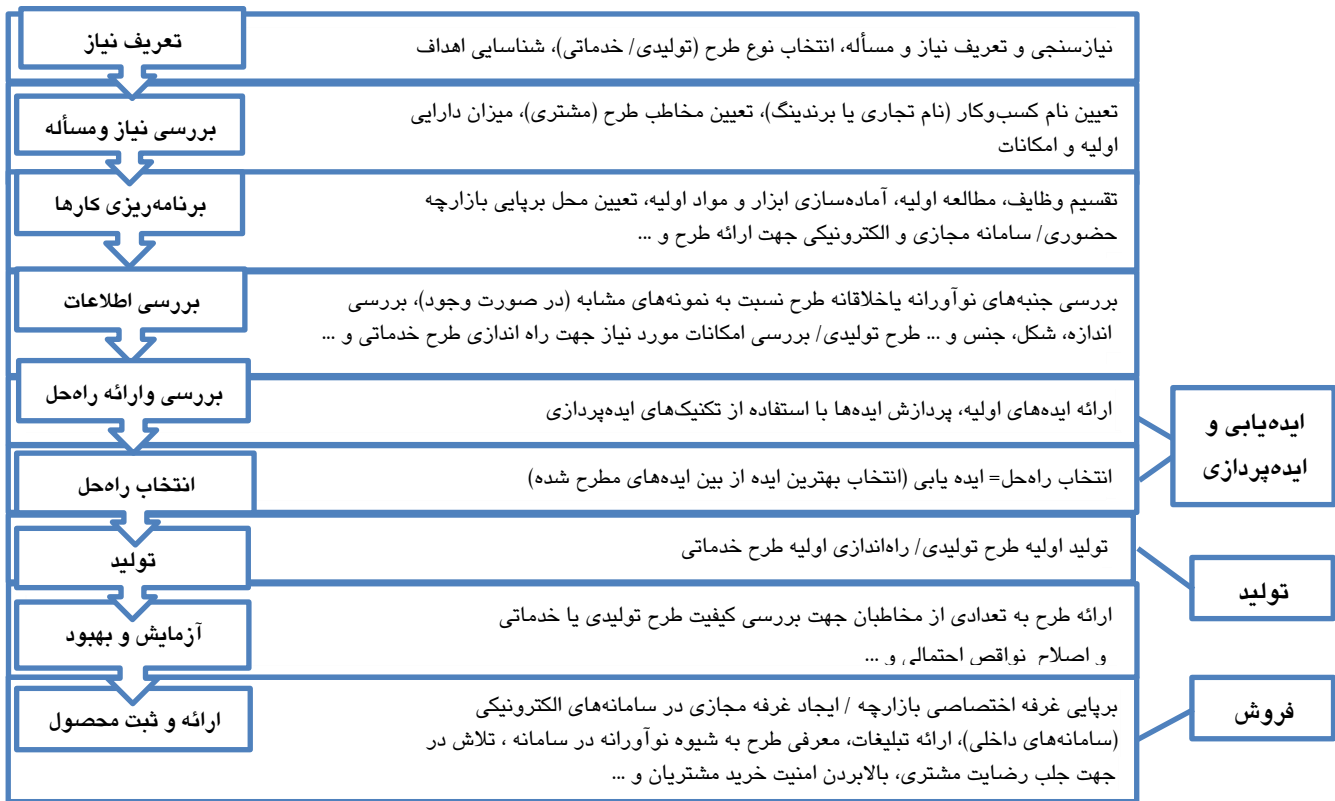 تعریف نیاز
نیازسنجی و تعریف نیاز و مسأله، انتخاب نوع طرح (تولیدی/ خدماتی)، شناسایی اهداف
بررسی نیاز ومسأله
تعیین نام کسب‌وکار (نام تجاری یا برندینگ)، تعیین مخاطب طرح (مشتری)، میزان دارایی
اولیه و امکانات
برنامه‌ریزی کارها
تقسیم وظایف، مطالعه اولیه، آماده‌سازی ابزار و مواد اولیه، تعیین محل برپایی بازارچه
حضوری/ سامانه مجازی و الکترونیکی جهت ارائه طرح و ...
بررسی اطلاعات
بررسی جنبه‌های نوآورانه یاخلاقانه طرح نسبت به نمونه‌های مشابه (در صورت وجود)، بررسی
اندازه، شکل، جنس و ... طرح تولیدی/ بررسی امکانات مورد نیاز جهت راه اندازی طرح خدماتی و ...
بررسی وارائه راه‌حل
ارائه ایده‌های اولیه، پردازش ایده‌ها با استفاده از تکنیک‌های ایده‌پردازی
انتخاب راه‌حل
انتخاب راه‌حل= ایده یابی (انتخاب بهترین ایده از بین ایده‌های مطرح شده)
ایده‌یابی و
ایده‌پردازی
تولید
تولید اولیه طرح تولیدی/ راه‌اندازی اولیه طرح خدماتی
تولید
آزمایش و بهبود
ارائه طرح به تعدادی از مخاطبان جهت بررسی کیفیت طرح تولیدی یا خدماتی
و اصلاح نواقص احتمالی و ...
ارائه و ثبت محصول
برپایی غرفه اختصاصی بازارچه / ایجاد غرفه مجازی در سامانه‌های الکترونیکی
(سامانه‌های داخلی)، ارائه تبلیغات، معرفی طرح به شیوه نوآورانه در سامانه ، تلاش در
جهت جلب رضایت مشتری، بالابردن امنیت خرید مشتریان و ...
فروش